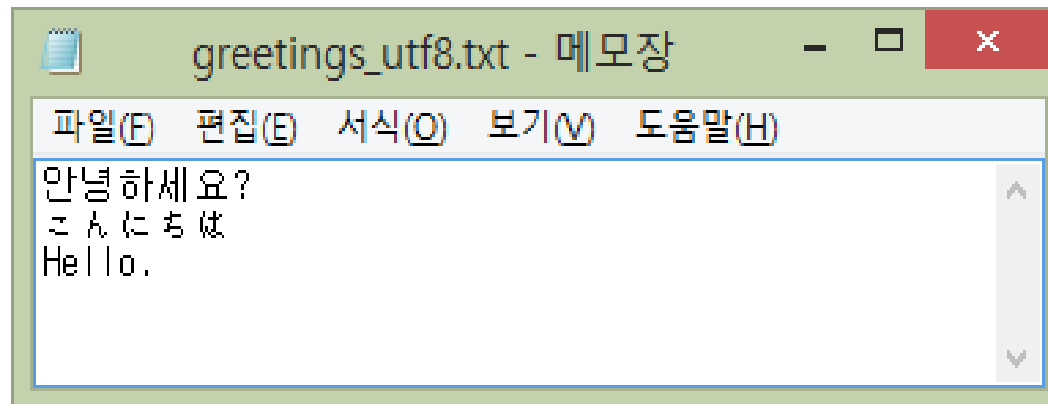 greetings_utf8.txt - 메모장
파일(F) 편집(E) 서식(O) 보기(V) 도움말(H)
안녕하세요?
こんにちは
Hello.